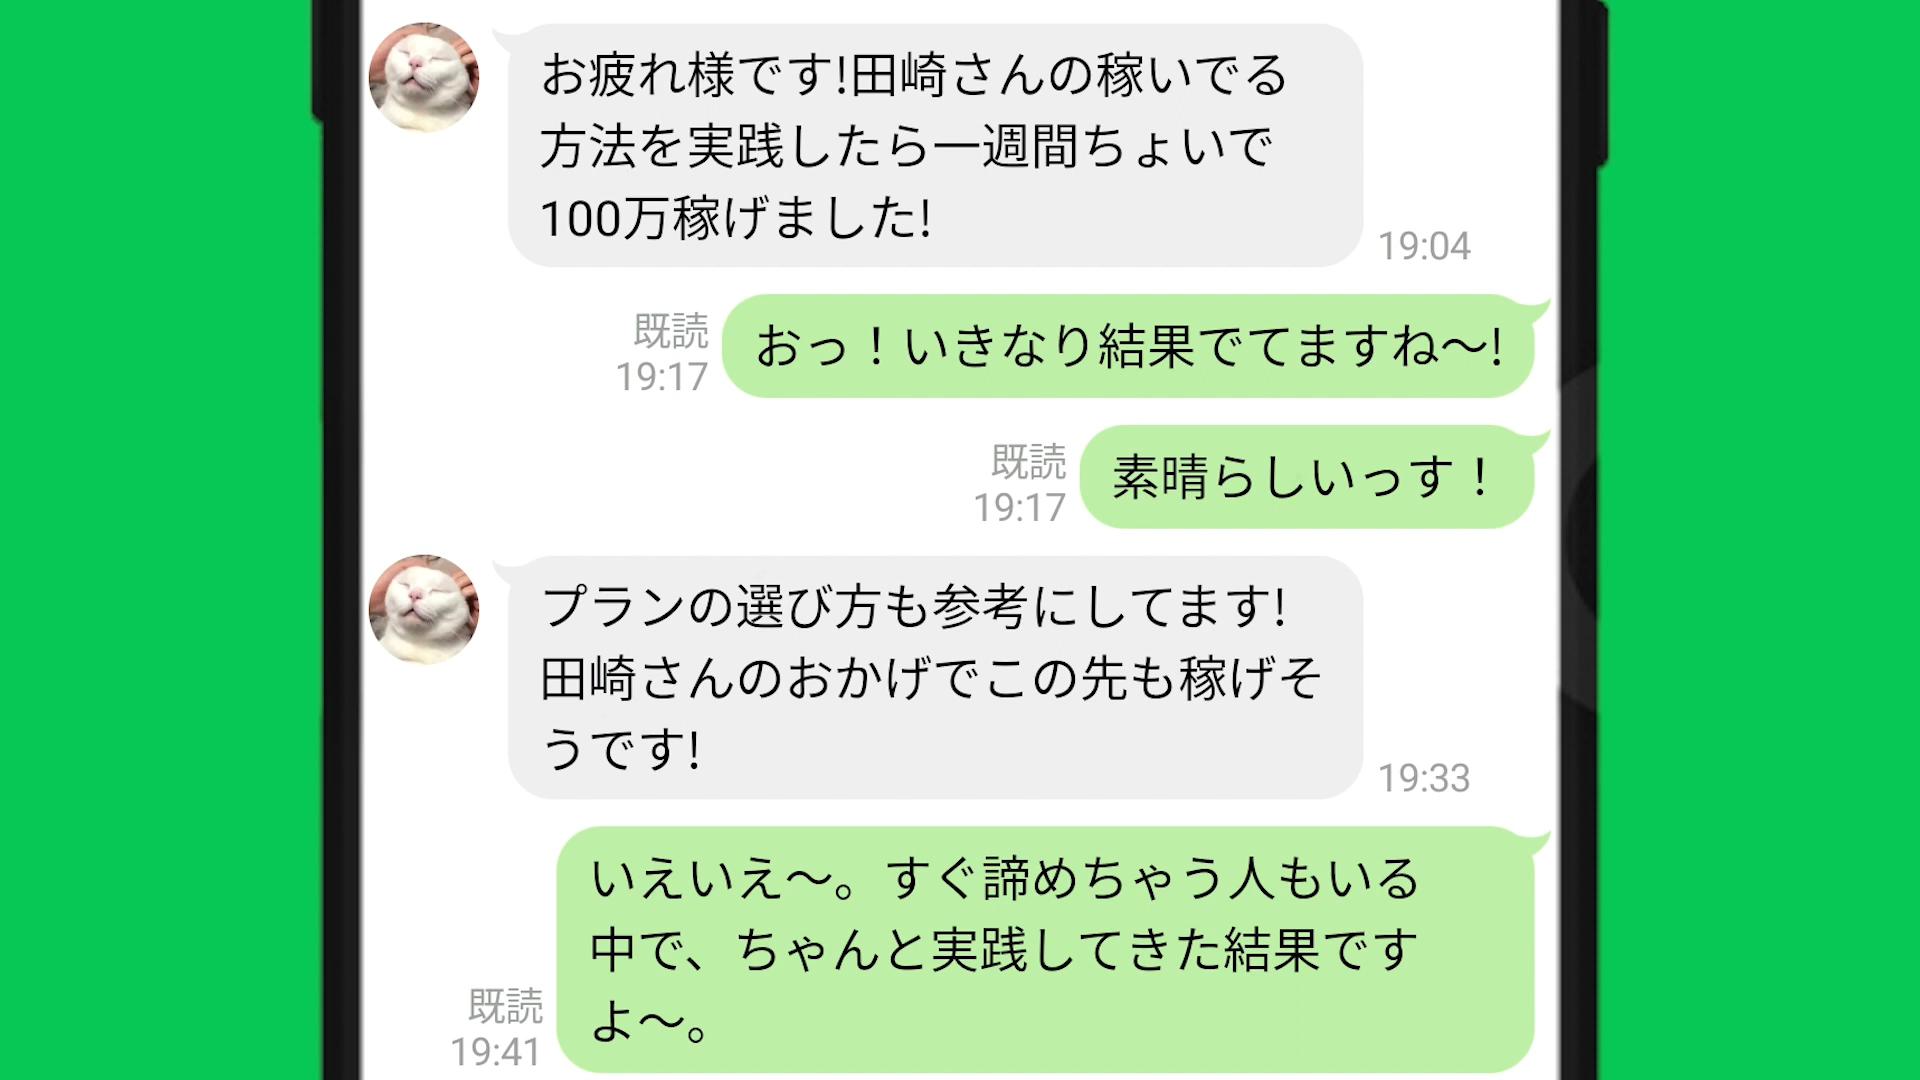 お疲れ様です!田崎さんの稼いでる
方法を実践したら一週間ちょいで
100万稼げました!
19:04
既読
19:17
おっ！いきなり結果でてますね〜!
既読
19:17
素晴らしいっす！
プランの選び方も参考にしてます!
田崎さんのおかげでこの先も稼げそ
うです!
19:33
いえいえ〜。すぐ諦めちゃう人もいる
中で、ちゃんと実践してきた結果です
よ〜。
既読
19:41